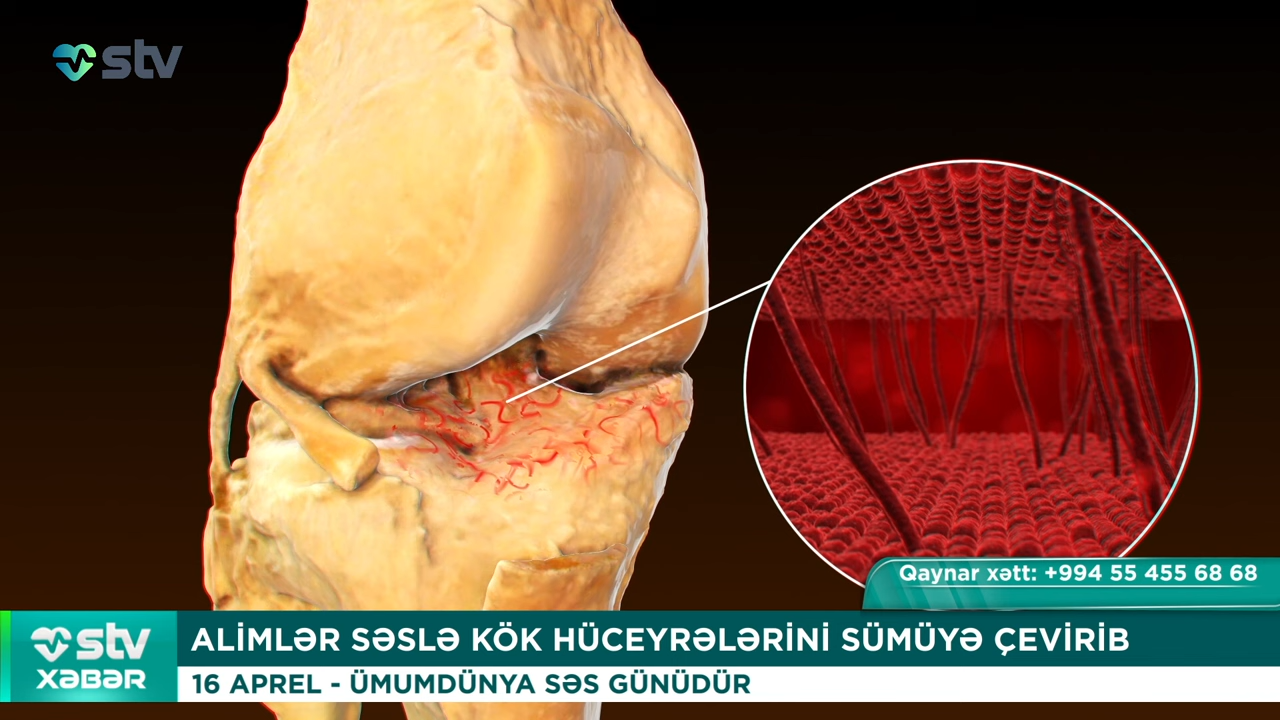 stv
Qaynar xətt: +994 55 455 68 68
stv
XƏBƏR
ALİMLƏR SƏSLƏ KÖK HÜCEYRƏLƏRİNİ SÜMÜYƏ ÇEVİRİB
16 APREL - ÜMUMDÜNYA SƏS GÜNÜDÜR